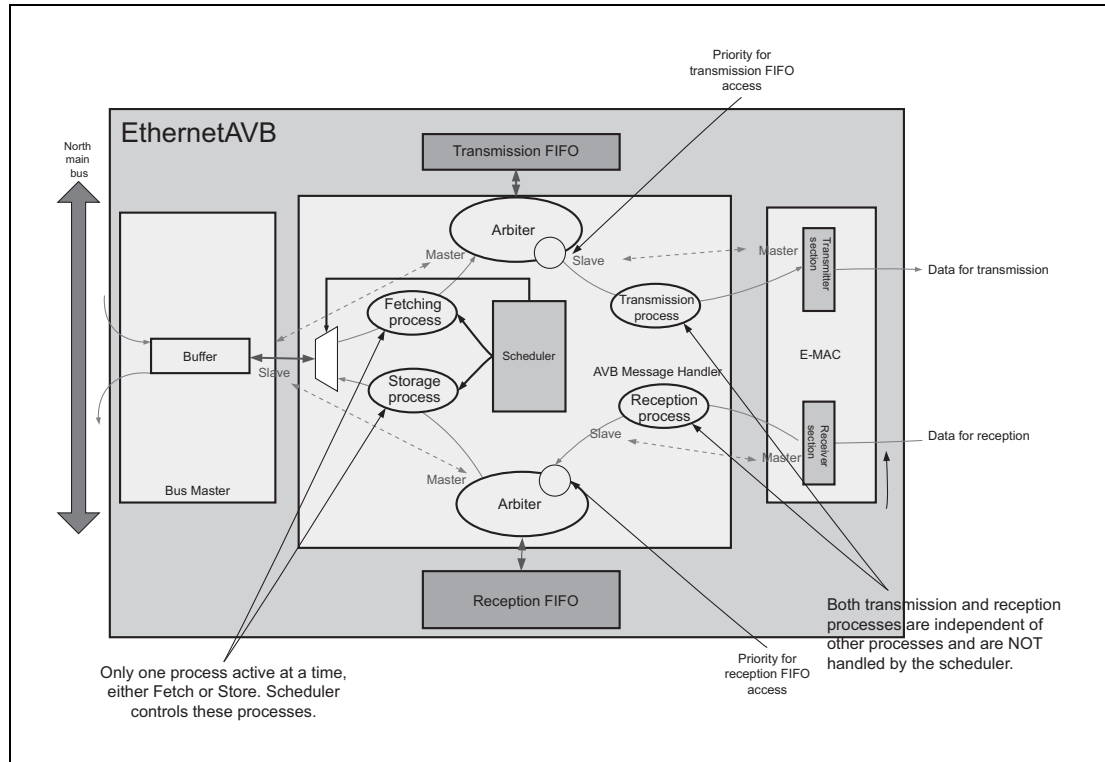 Priority for
transmission FIFO
access
EthernetAVB
North
main
bus
Transmission FIFO
Arbiter
Master
Slave
Master
Transmitter
section
Data for transmission
Fetching
process
Transmission
process
Scheduler
E-MAC
Buffer
Slave
AVB Message Handler
Storage
process
Reception
process
Slave
Master
Receiver
section
Data for reception
Master
Bus Master
Arbiter
Reception FIFO
Both transmission and reception
processes are independent of
other processes and are NOT
handled by the scheduler.
Only one process active at a time,
either Fetch or Store. Scheduler
controls these processes.
Priority for
reception FIFO
access